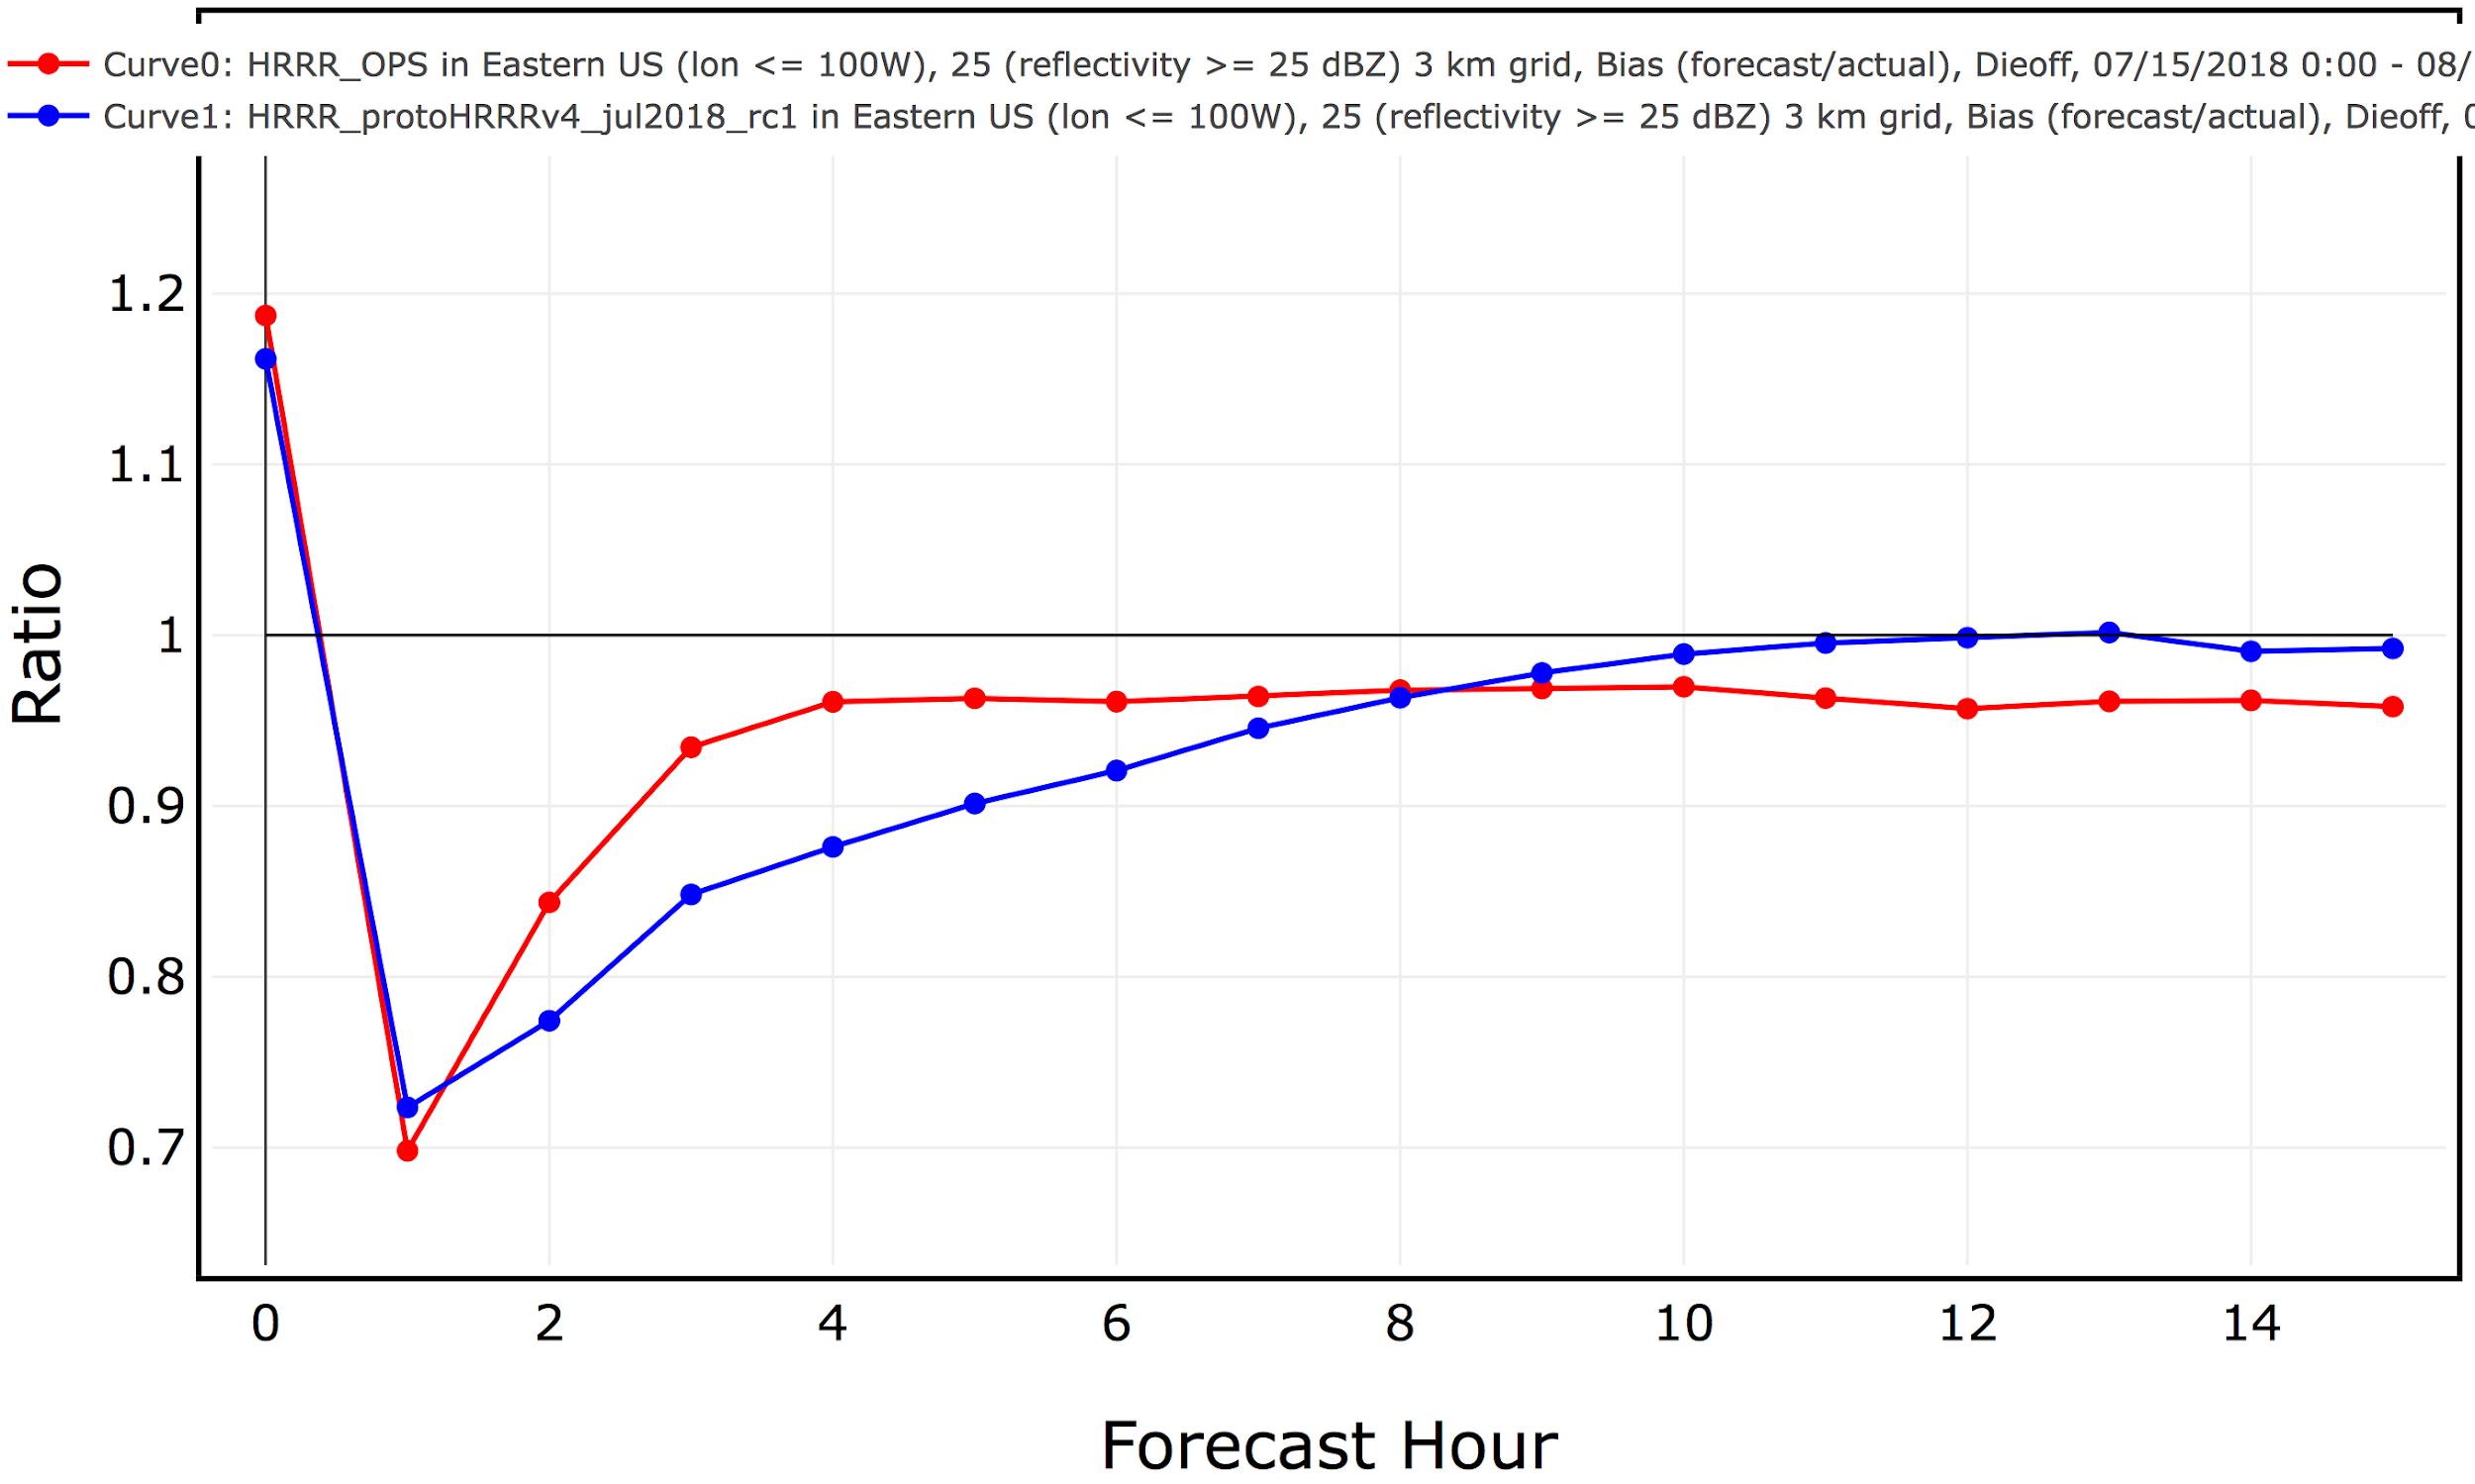 Curve0: HRRR_OPS in Eastern US (lon <= 100W), 25 (reflectivity >= 25 dBZ) 3 km grid, Bias (forecast/actual), Dieoff, 07/15/2018 0:00 - 08/
Curve1: HRRR_protoHRRRv4_jul2018_rc1 in Eastern US (lon <= 100W), 25 (reflectivity >= 25 dBZ) 3 km grid, Bias (forecast/actual), Dieoff,
1.2
1.1
1
0.9
0.8
0.7
Ratio
0 2 4 6 8 10 12 14
Forecast Hour